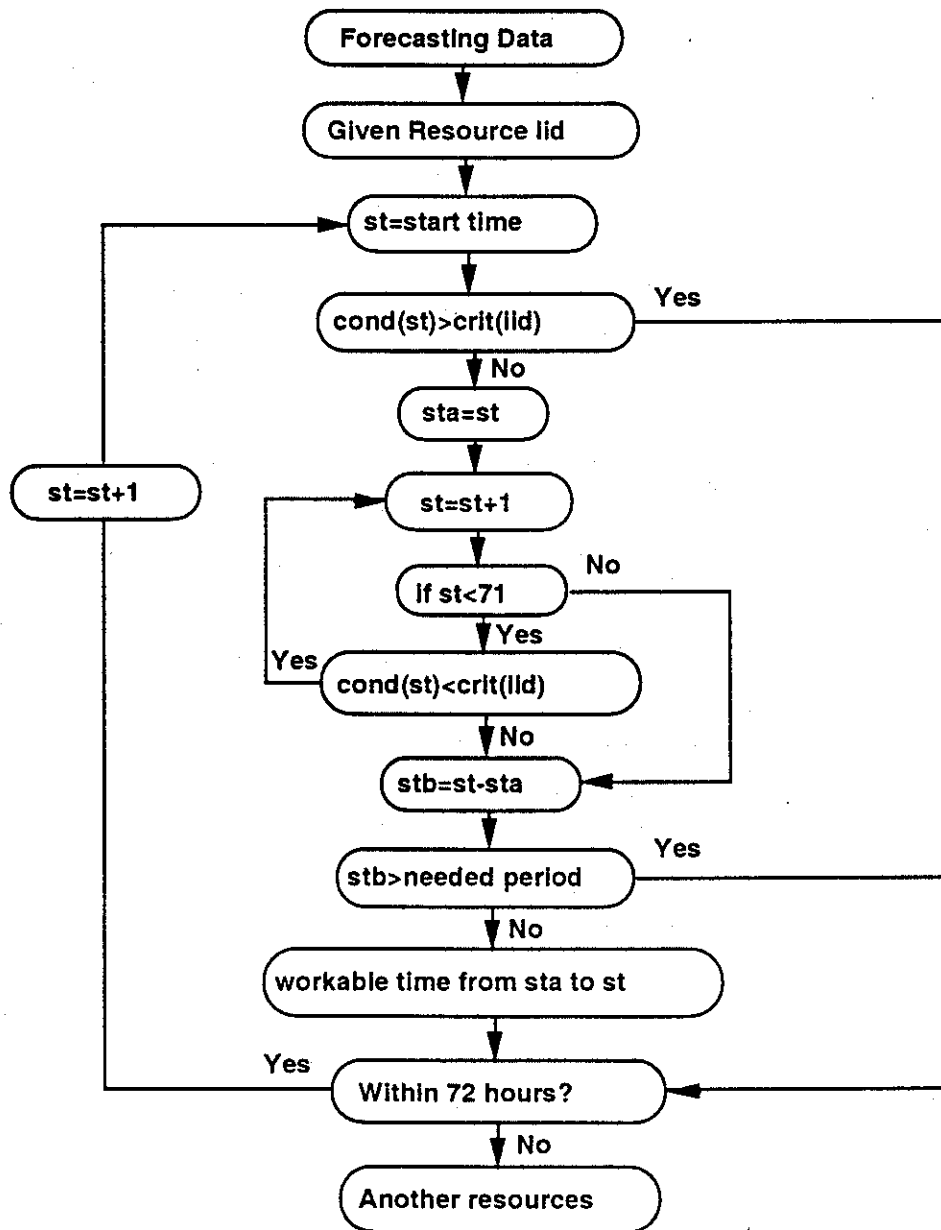 Forecasting Data
Given Resource iid
st=start time
Yes
cond(st)>crit(iid)
No
sta=st
st=st+1
st=st+1
No
if st<71
Yes
Yes
cond(st)<crit(iid)
No
stb=st-sta
Yes
stb>needed period
No
workable time from sta to st
Yes
Within 72 hours?
No
Another resources